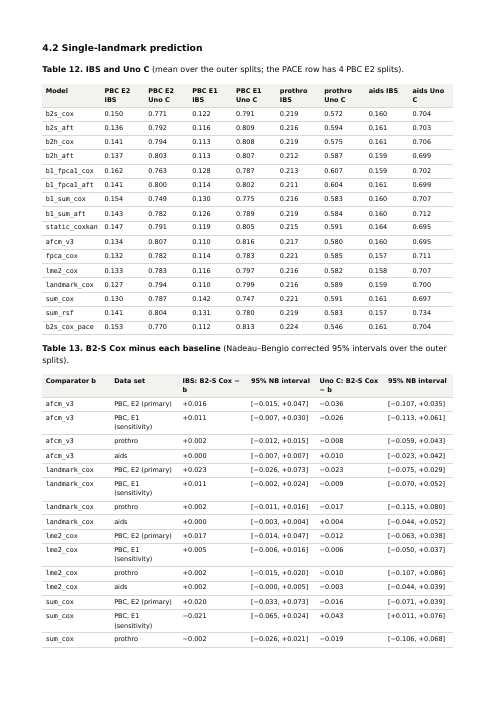 4.2 Single-landmark prediction
Table 12. IBS and Uno C (mean over the outer splits; the PACE row has 4 PBC E2 splits).
Model PBC E2 IBS PBC E2 Uno C PBC E1 IBS PBC E1 Uno C prothro IBS prothro Uno C aids IBS aids Uno C
b2s_cox 0.150 0.771 0.122 0.791 0.219 0.572 0.160 0.704
b2s_aft 0.136 0.792 0.116 0.809 0.216 0.594 0.161 0.703
b2h_cox 0.141 0.794 0.113 0.808 0.219 0.575 0.161 0.706
b2h_aft 0.137 0.803 0.113 0.807 0.212 0.587 0.159 0.699
b1_fpca1_cox 0.162 0.763 0.128 0.787 0.213 0.607 0.159 0.702
b1_fpca1_aft 0.141 0.800 0.114 0.802 0.211 0.604 0.161 0.699
b1_sum_cox 0.154 0.749 0.130 0.775 0.216 0.583 0.160 0.707
b1_sum_aft 0.143 0.782 0.126 0.789 0.219 0.584 0.160 0.712
static_coxkan 0.147 0.791 0.119 0.805 0.215 0.591 0.164 0.695
afcm_v3 0.134 0.807 0.110 0.816 0.217 0.580 0.160 0.695
fpca_cox 0.132 0.782 0.114 0.783 0.221 0.585 0.157 0.711
lme2_cox 0.133 0.783 0.116 0.797 0.216 0.582 0.158 0.707
landmark_cox 0.127 0.794 0.110 0.799 0.216 0.589 0.159 0.700
sum_cox 0.130 0.787 0.142 0.747 0.221 0.591 0.161 0.697
sum_rsf 0.141 0.804 0.131 0.780 0.219 0.583 0.157 0.734
b2s_cox_pace 0.153 0.770 0.112 0.813 0.224 0.546 0.161 0.704
Table 13. B2-S Cox minus each baseline (Nadeau–Bengio corrected 95% intervals over the outer
splits).
Comparator b Data set IBS: B2-S Cox − b 95% NB interval Uno C: B2-S Cox − b 95% NB interval
afcm_v3 PBC, E2 (primary) +0.016 [−0.015, +0.047] −0.036 [−0.107, +0.035]
afcm_v3 PBC, E1 (sensitivity) +0.011 [−0.007, +0.030] −0.026 [−0.113, +0.061]
afcm_v3 prothro +0.002 [−0.012, +0.015] −0.008 [−0.059, +0.043]
afcm_v3 aids +0.000 [−0.007, +0.007] +0.010 [−0.023, +0.042]
landmark_cox PBC, E2 (primary) +0.023 [−0.026, +0.073] −0.023 [−0.075, +0.029]
landmark_cox PBC, E1 (sensitivity) +0.011 [−0.002, +0.024] −0.009 [−0.070, +0.052]
landmark_cox prothro +0.002 [−0.011, +0.016] −0.017 [−0.115, +0.080]
landmark_cox aids +0.000 [−0.003, +0.004] +0.004 [−0.044, +0.052]
lme2_cox PBC, E2 (primary) +0.017 [−0.014, +0.047] −0.012 [−0.063, +0.038]
lme2_cox PBC, E1 (sensitivity) +0.005 [−0.006, +0.016] −0.006 [−0.050, +0.037]
lme2_cox prothro +0.002 [−0.015, +0.020] −0.010 [−0.107, +0.086]
lme2_cox aids +0.002 [−0.000, +0.005] −0.003 [−0.044, +0.039]
sum_cox PBC, E2 (primary) +0.020 [−0.033, +0.073] −0.016 [−0.071, +0.039]
sum_cox PBC, E1 (sensitivity) −0.021 [−0.065, +0.024] +0.043 [+0.011, +0.076]
sum_cox prothro −0.002 [−0.026, +0.021] −0.019 [−0.106, +0.068]